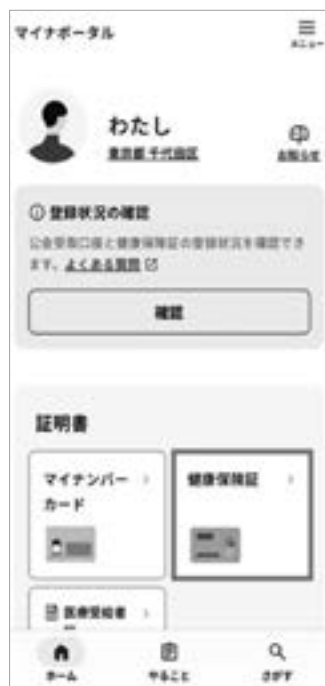 マイナポータル
メニュー
わたし
東京都 千代田区
お知らせ
登録状況の確認
公金受取口座と健康保険証の登録状況を確認でき
ます。よくある質問
確認
証明書
マイナンバー
カード
健康保険証
医療受給者
ホーム
やること
さがす